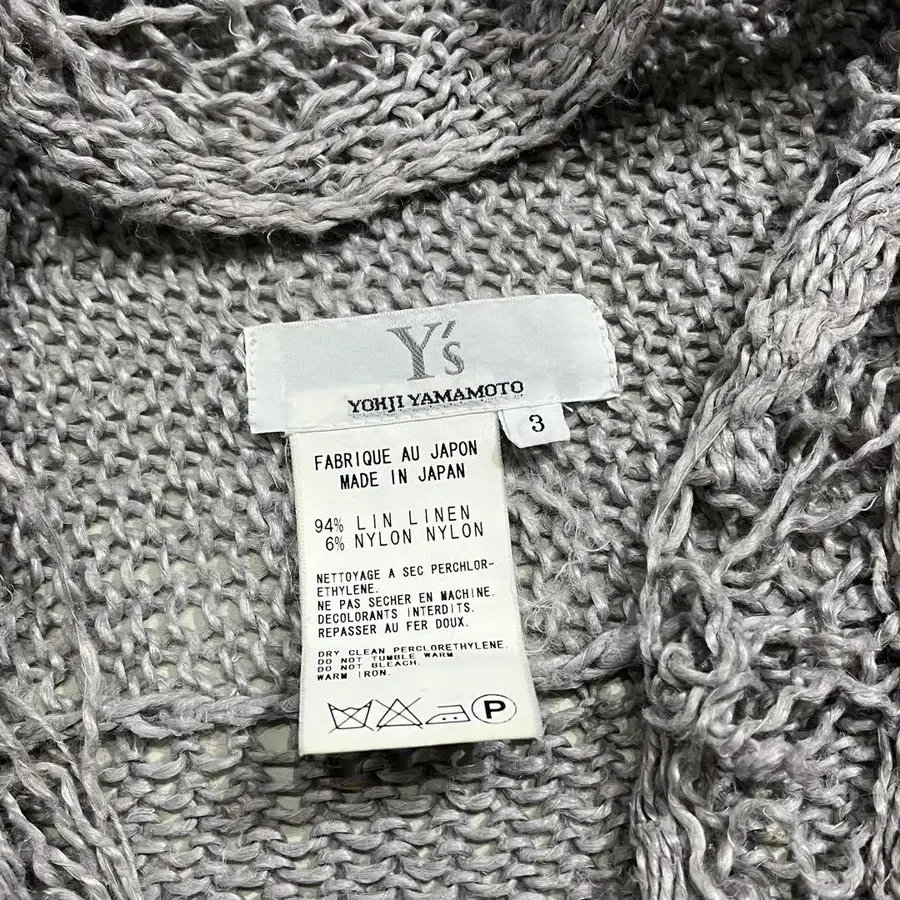 Y's
YOHJI YAMAMOTO
3
FABRIQUE AU JAPON
MADE IN JAPAN
94% LIN LINEN
6% NYLON NYLON
NETTOYAGE A SEC PERCHLOR-
ETHYLENE.
NE PAS SECHER EN MACHINE.
DECOLORANTS INTERDITS.
REPASSER AU FER DOUX.
DRY CLEAN PERCLORETHYLENE.
DO NOT TUMBLE WARM.
DO NOT BLEACH.
WARM IRON.
P